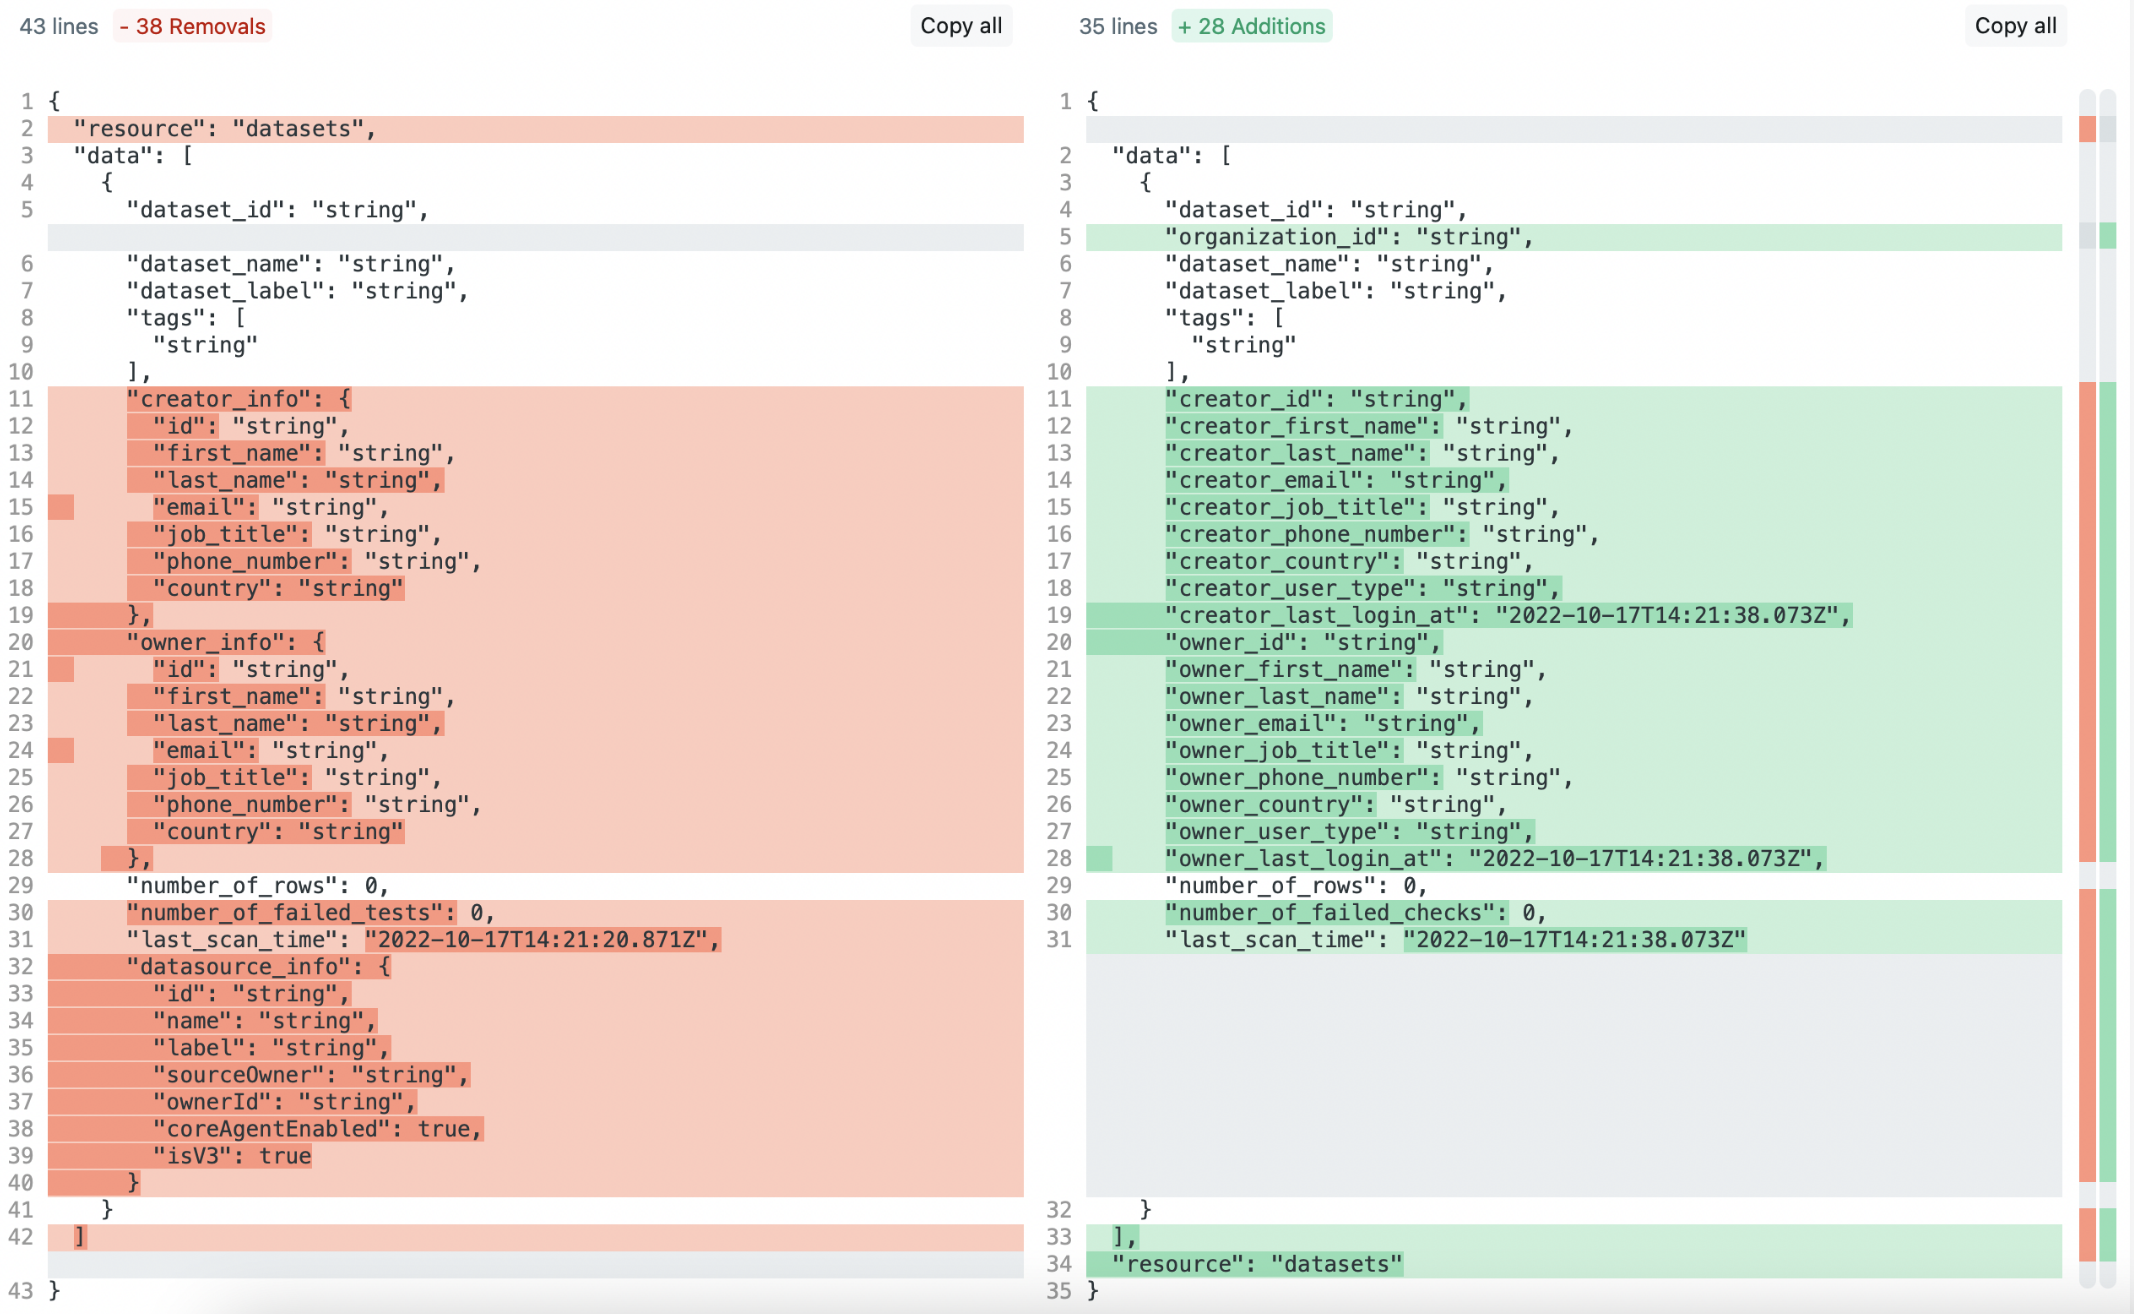 43 lines - 38 Removals Copy all
1 {
2   "resource": "datasets",
3   "data": [
4     {
5       "dataset_id": "string",
6       "dataset_name": "string",
7       "dataset_label": "string",
8       "tags": [
9         "string"
10       ],
11       "creator_info": {
12         "id": "string",
13         "first_name": "string",
14         "last_name": "string",
15         "email": "string",
16         "job_title": "string",
17         "phone_number": "string",
18         "country": "string"
19       },
20       "owner_info": {
21         "id": "string",
22         "first_name": "string",
23         "last_name": "string",
24         "email": "string",
25         "job_title": "string",
26         "phone_number": "string",
27         "country": "string"
28       },
29       "number_of_rows": 0,
30       "number_of_failed_tests": 0,
31       "last_scan_time": "2022-10-17T14:21:20.871Z",
32       "datasource_info": {
33         "id": "string",
34         "name": "string",
35         "label": "string",
36         "sourceOwner": "string",
37         "ownerId": "string",
38         "coreAgentEnabled": true,
39         "isV3": true
40       }
41     }
42   ]
43 }
35 lines + 28 Additions Copy all
1 {
2   "data": [
3     {
4       "dataset_id": "string",
5       "organization_id": "string",
6       "dataset_name": "string",
7       "dataset_label": "string",
8       "tags": [
9         "string"
10       ],
11       "creator_id": "string",
12       "creator_first_name": "string",
13       "creator_last_name": "string",
14       "creator_email": "string",
15       "creator_job_title": "string",
16       "creator_phone_number": "string",
17       "creator_country": "string",
18       "creator_user_type": "string",
19       "creator_last_login_at": "2022-10-17T14:21:38.073Z",
20       "owner_id": "string",
21       "owner_first_name": "string",
22       "owner_last_name": "string",
23       "owner_email": "string",
24       "owner_job_title": "string",
25       "owner_phone_number": "string",
26       "owner_country": "string",
27       "owner_user_type": "string",
28       "owner_last_login_at": "2022-10-17T14:21:38.073Z",
29       "number_of_rows": 0,
30       "number_of_failed_checks": 0,
31       "last_scan_time": "2022-10-17T14:21:38.073Z"
32     }
33   ],
34   "resource": "datasets"
35 }